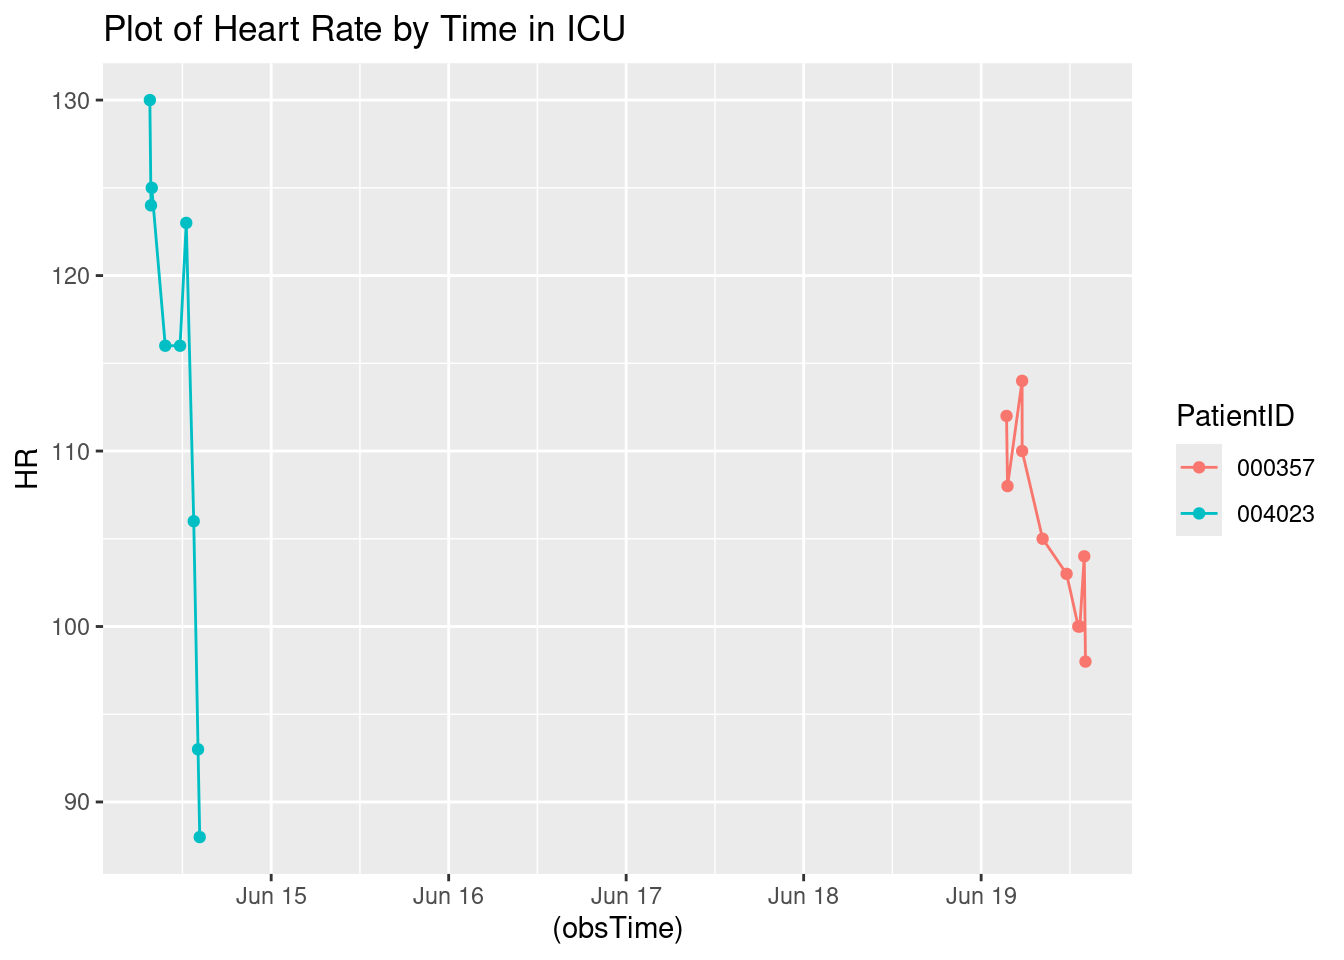 Plot of Heart Rate by Time in ICU
130
120
110
100
90
HR
Jun 15
Jun 16
Jun 17
Jun 18
Jun 19
(obsTime)
PatientID
000357
004023